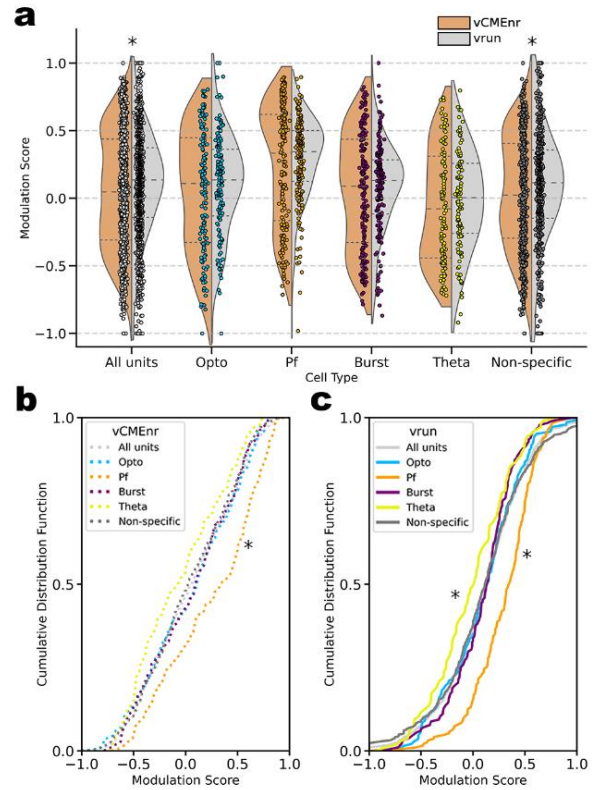 a
vCMEnr
vrun
*
*
Modulation Score
1.0
0.5
0.0
−0.5
−1.0
All units
Opto
Pf
Burst
Theta
Non-specific
Cell Type
b
vCMEnr
All units
Opto
Pf
Burst
Theta
Non-specific
*
Cumulative Distribution Function
1.0
0.5
0.0
−1.0
−0.5
0.0
0.5
1.0
Modulation Score
c
vrun
All units
Opto
Pf
Burst
Theta
Non-specific
*
*
Cumulative Distribution Function
1.0
0.5
0.0
−1.0
−0.5
0.0
0.5
1.0
Modulation Score